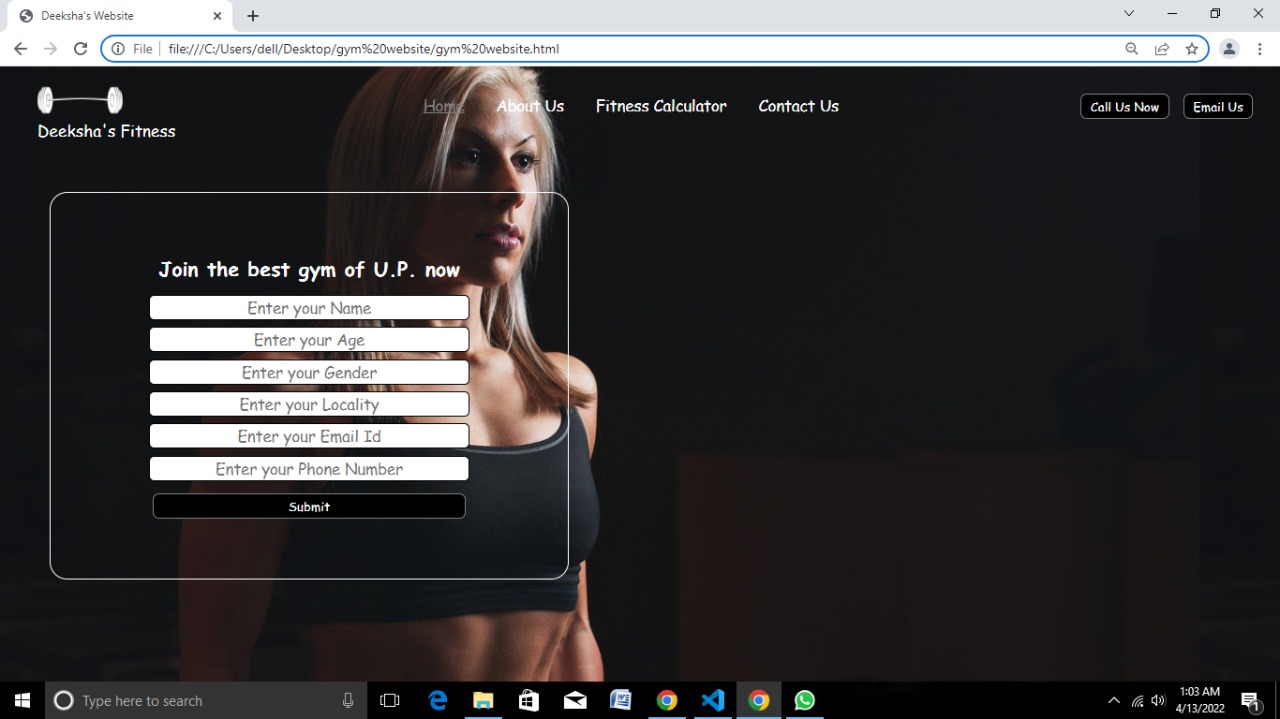 Deeksha's Website
File
file:///C:/Users/dell/Desktop/gym%20website/gym%20website.html
Home About Us Fitness Calculator Contact Us
Call Us Now Email Us
Deeksha's Fitness
Join the best gym of U.P. now
Enter your Name
Enter your Age
Enter your Gender
Enter your Locality
Enter your Email Id
Enter your Phone Number
Submit
Type here to search
1:03 AM
4/13/2022
1